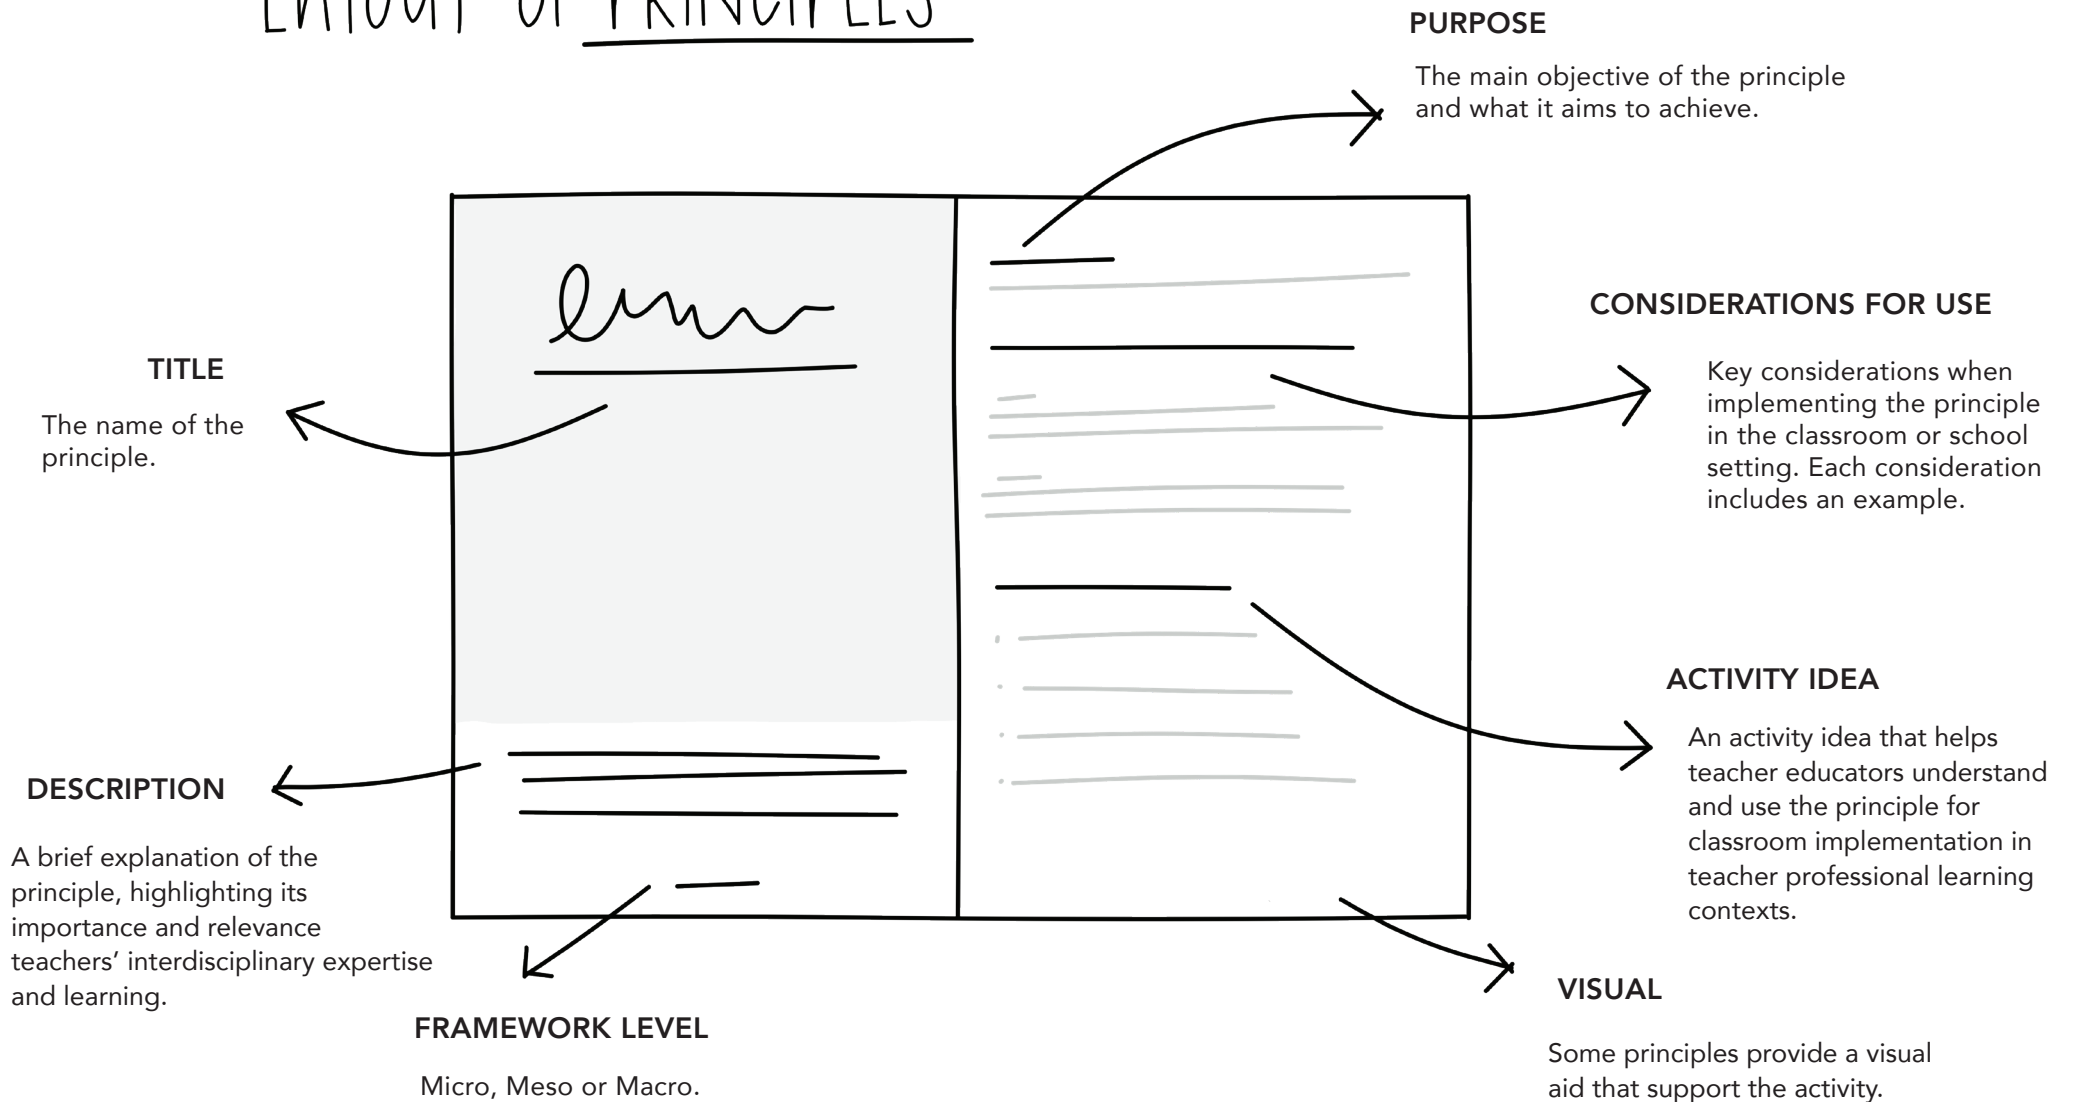 LAYOUT OF PRINCIPLES
PURPOSE
The main objective of the principle
and what it aims to achieve.
CONSIDERATIONS FOR USE
Key considerations when
implementing the principle
in the classroom or school
setting. Each consideration
includes an example.
TITLE
The name of the
principle.
ACTIVITY IDEA
An activity idea that helps
teacher educators understand
and use the principle for
classroom implementation in
teacher professional learning
contexts.
DESCRIPTION
A brief explanation of the
principle, highlighting its
importance and relevance
teachers’ interdisciplinary expertise
and learning.
FRAMEWORK LEVEL
Micro, Meso or Macro.
VISUAL
Some principles provide a visual
aid that support the activity.